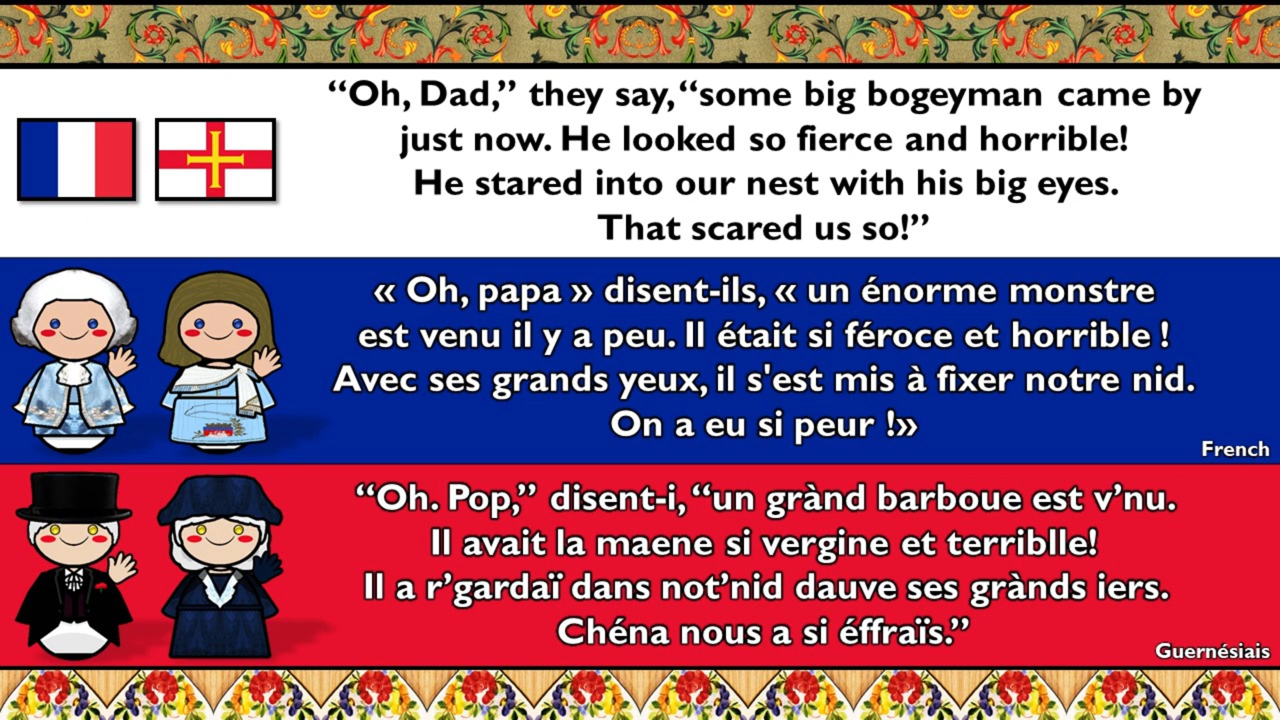 “Oh, Dad,” they say, “some big bogeyman came by
just now. He looked so fierce and horrible!
He stared into our nest with his big eyes.
That scared us so!”
« Oh, papa » disent-ils, « un énorme monstre
est venu il y a peu. Il était si féroce et horrible !
Avec ses grands yeux, il s'est mis à fixer notre nid.
On a eu si peur !»
French
“Oh. Pop,” disent-i, “un grànd barboue est v’nu.
Il avait la maene si vergine et terriblle!
Il a r’gardaï dans not’nid dauve ses grànds iers.
Chéna nous a si éffraïs.”
Guernésiais